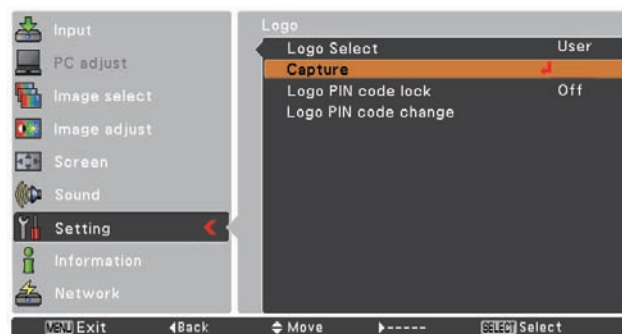 Input
PC adjust
Image select
Image adjust
Screen
Sound
Setting
Information
Network
Logo
Logo Select User
Capture
Logo PIN code lock Off
Logo PIN code change
MENU Exit Back Move ----- SELECT Select